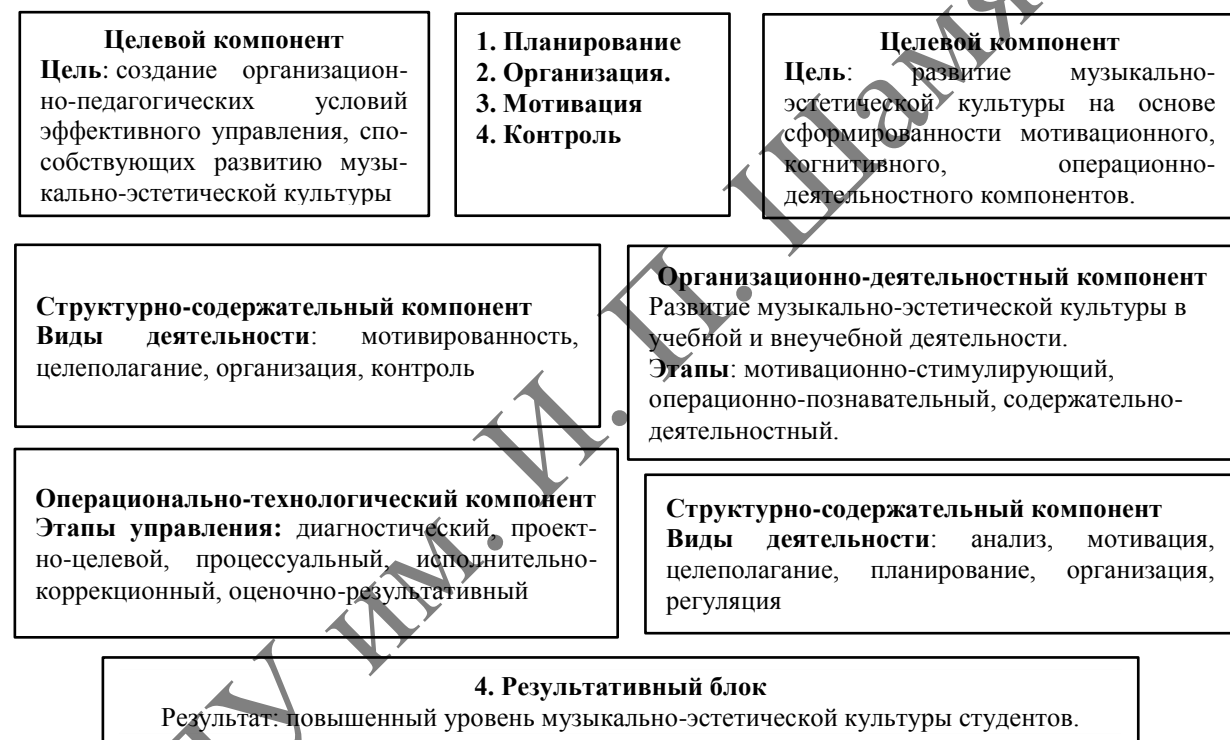 Целевой компонент
Цель: создание организацион-
но-педагогических условий
эффективного управления, спо-
собствующих развитию музы-
кально-эстетической культуры
1. Планирование
2. Организация.
3. Мотивация
4. Контроль
Целевой компонент
Цель: развитие музыкально-
эстетической культуры на основе
сформированности мотивационного,
когнитивного, операционно-
деятельностного компонентов.
Структурно-содержательный компонент
Виды деятельности: мотивированность,
целеполагание, организация, контроль
Организационно-деятельностный компонент
Развитие музыкально-эстетической культуры в
учебной и внеучебной деятельности.
Этапы: мотивационно-стимулирующий,
операционно-познавательный, содержательно-
деятельностный.
Операционально-технологический компонент
Этапы управления: диагностический, проект-
но-целевой, процессуальный, исполнительно-
коррекционный, оценочно-результативный
Структурно-содержательный компонент
Виды деятельности: анализ, мотивация,
целеполагание, планирование, организация,
регуляция
4. Результативный блок
Результат: повышенный уровень музыкально-эстетической культуры студентов.
У им. И. П. Шамя